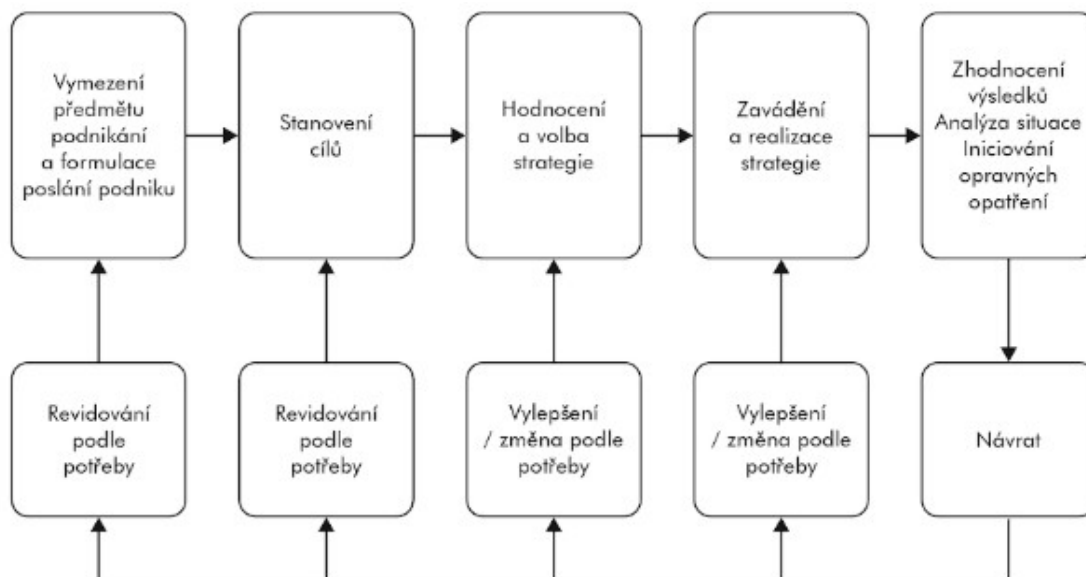 Vymezení
předmětu
podnikání
a formulace
poslání podniku
Stanovení
cílů
Hodnocení
a volba
strategie
Zavádění
a realizace
strategie
Zhodnocení
výsledků
Analýza situace
Iniciování
opravných
opatření
Revidování
podle
potřeby
Revidování
podle
potřeby
Vylepšení
/ změna podle
potřeby
Vylepšení
/ změna podle
potřeby
Návrat